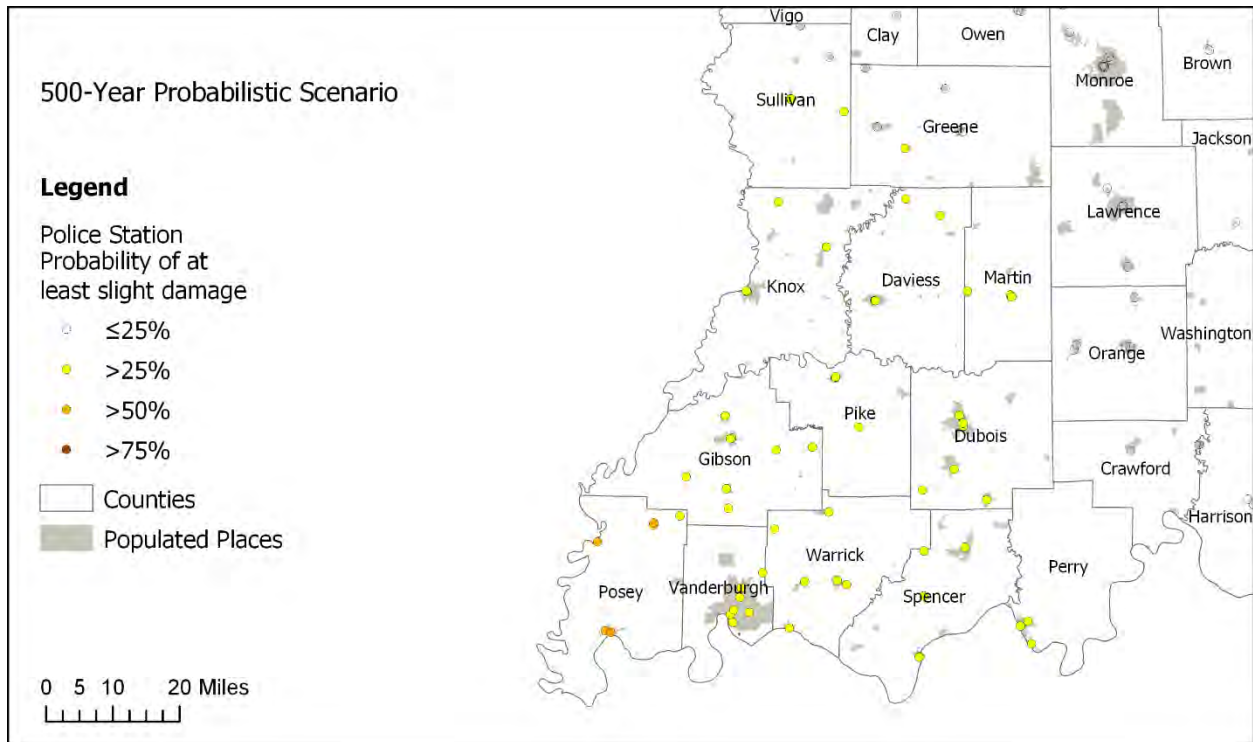 500-Year Probabilistic Scenario
Legend
Police Station
Probability of at
least slight damage
≤25%
>25%
>50%
>75%
Counties
Populated Places
0 5 10 20 Miles
Vigo
Clay
Owen
Brown
Monroe
Sullivan
Greene
Jackson
Lawrence
Knox
Daviess
Martin
Washington
Orange
Pike
Dubois
Gibson
Crawford
Harrison
Warrick
Perry
Posey
Vanderburgh
Spencer